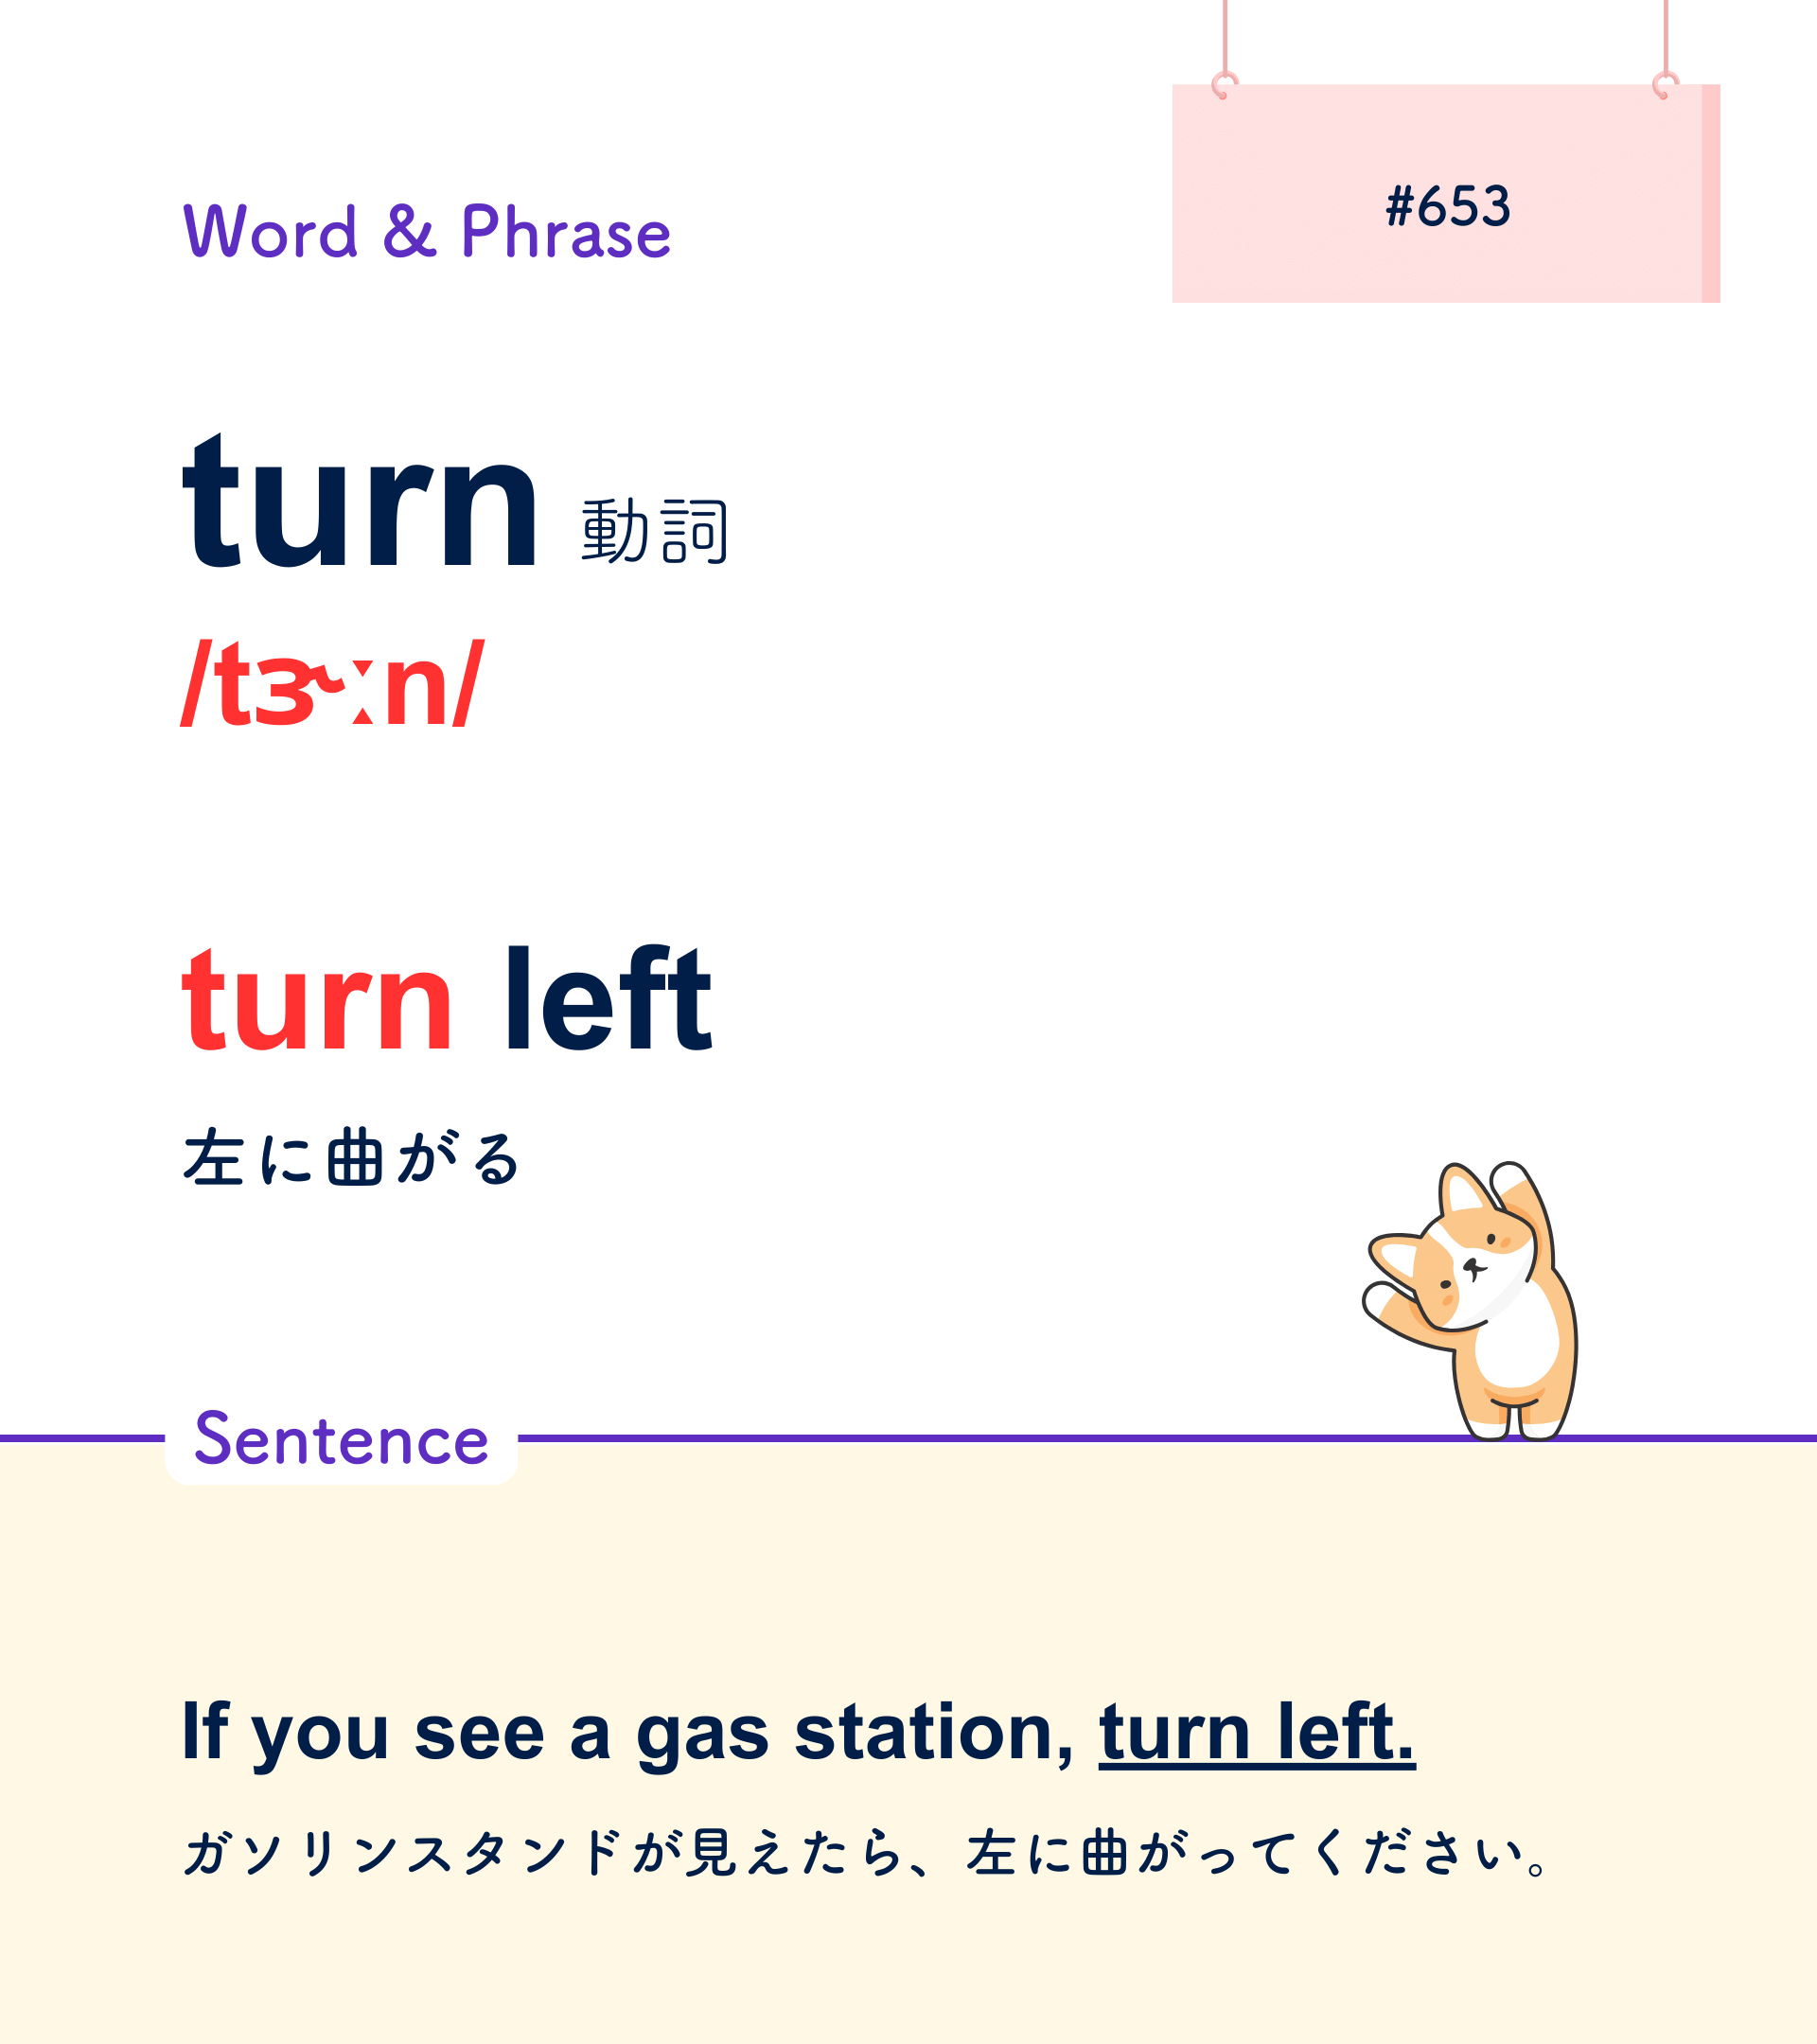 #653
Word & Phrase
turn 動詞
/tɝːn/
turn left
左に曲がる
Sentence
If you see a gas station, turn left.
ガソリンスタンドが見えたら、左に曲がってください。